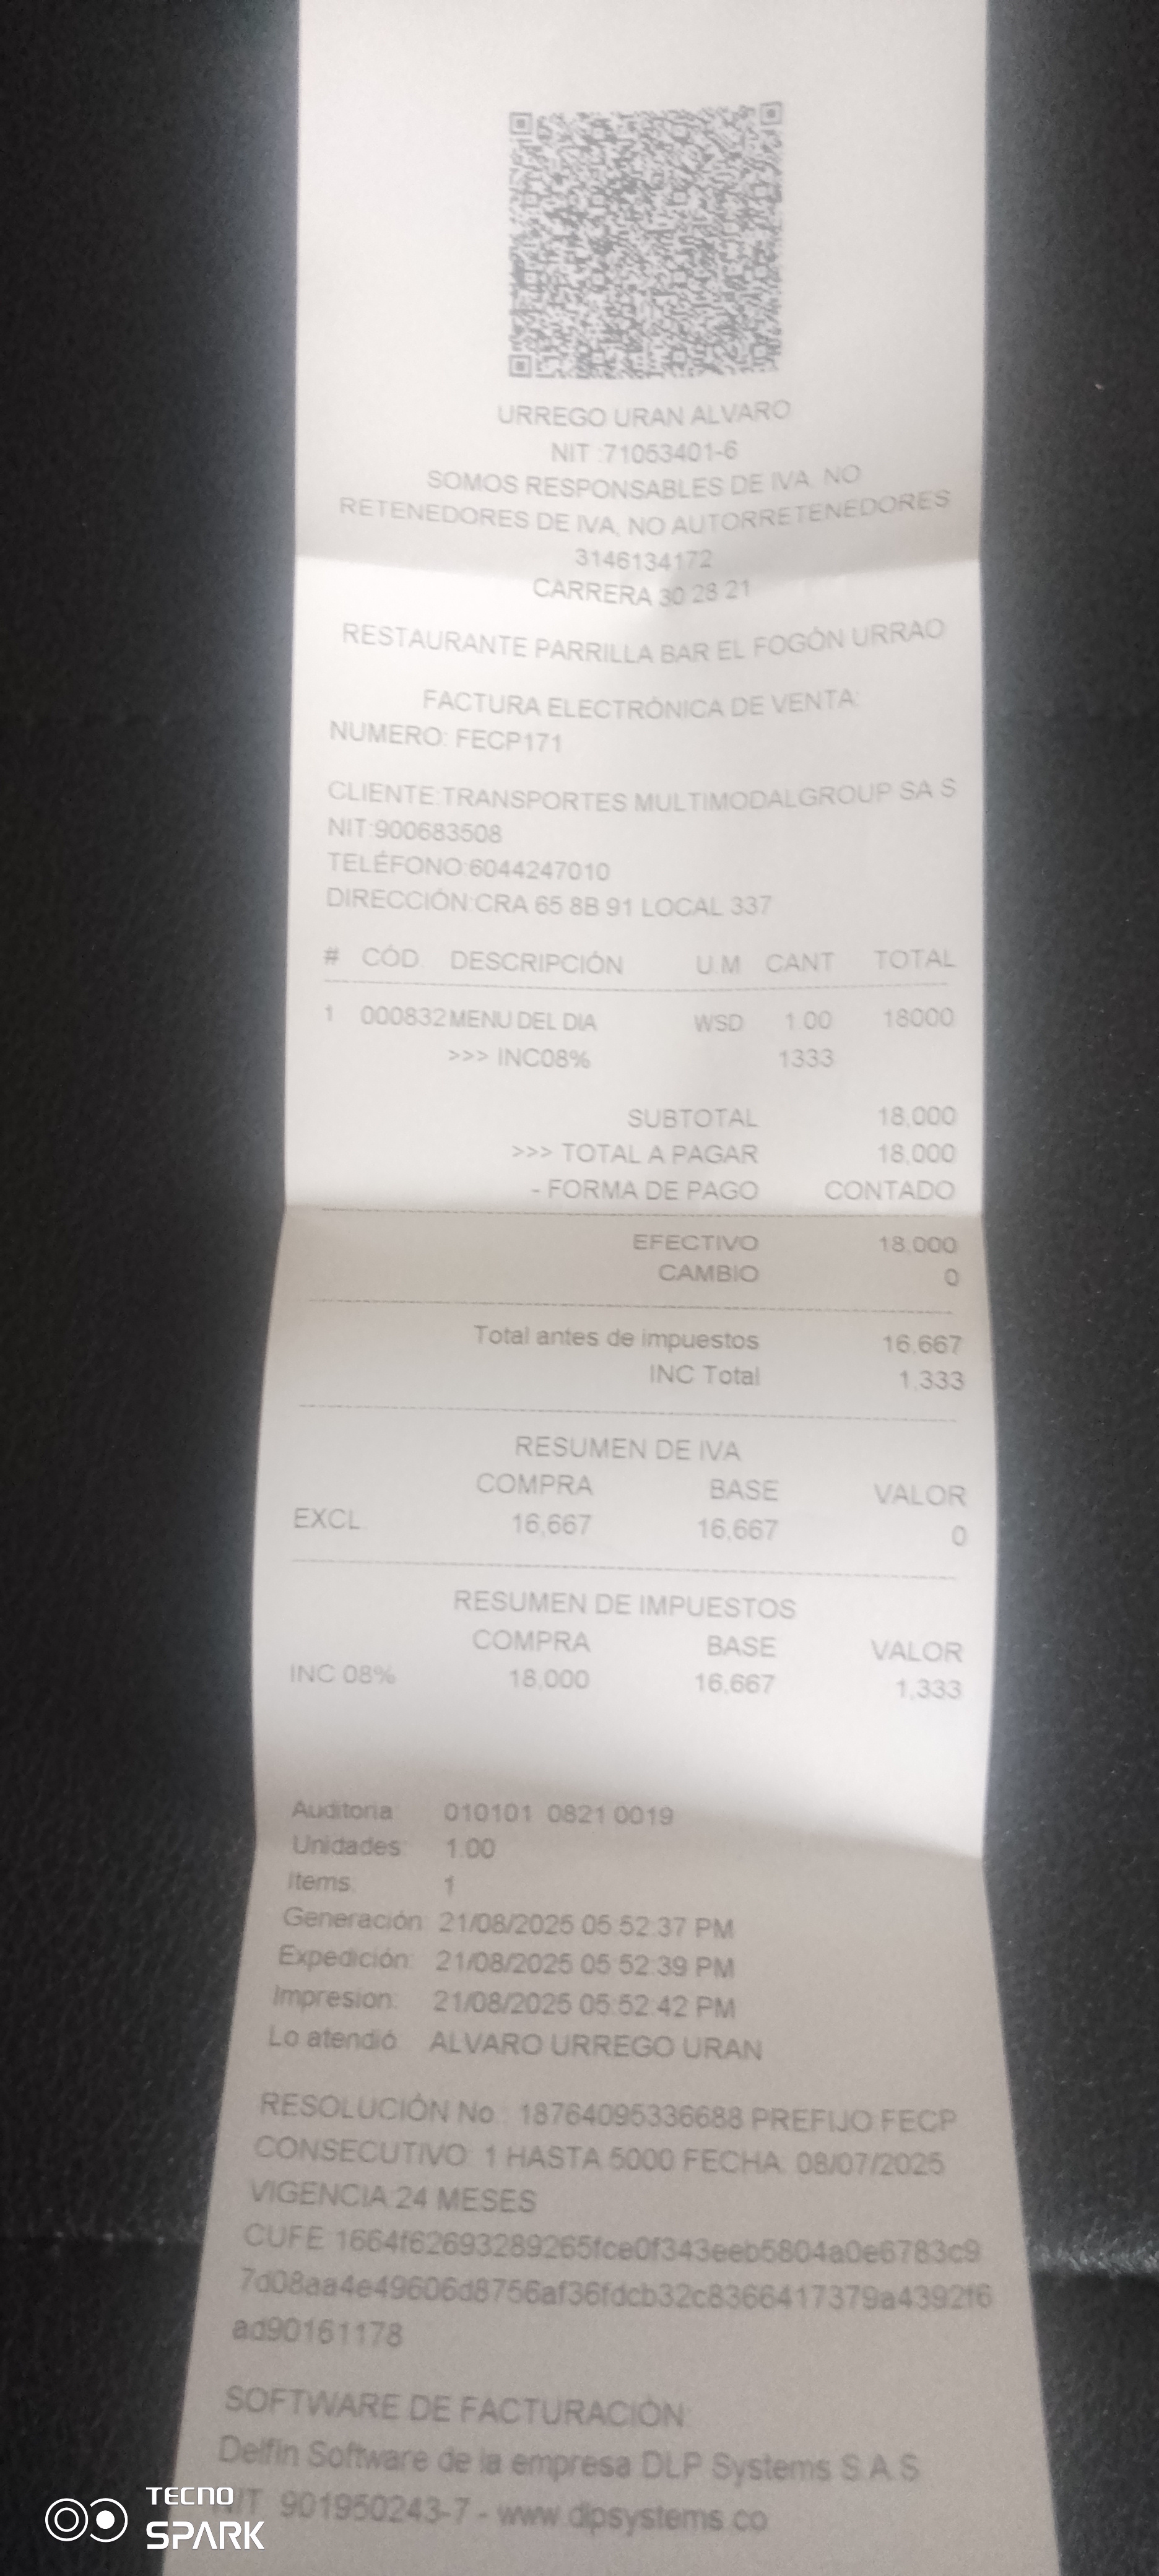 URREGO URAN ALVARO
NIT :71053401-6
SOMOS RESPONSABLES DE IVA, NO
RETENEDORES DE IVA, NO AUTORRETENEDORES
3146134172
CARRERA 30 28 21
RESTAURANTE PARRILLA BAR EL FOGÓN URRAO
FACTURA ELECTRÓNICA DE VENTA:
NUMERO: FECP171
CLIENTE:TRANSPORTES MULTIMODALGROUP SA S
NIT:900683508
TELÉFONO:6044247010
DIRECCIÓN:CRA 65 8B 91 LOCAL 337
# CÓD. DESCRIPCIÓN U.M CANT TOTAL
1 000832 MENU DEL DIA WSD 1.00 18000
>>> INC08% 1333
SUBTOTAL 18,000
>>> TOTAL A PAGAR 18,000
- FORMA DE PAGO CONTADO
EFECTIVO 18,000
CAMBIO 0
Total antes de impuestos 16,667
INC Total 1,333
RESUMEN DE IVA
COMPRA BASE VALOR
EXCL. 16,667 16,667 0
RESUMEN DE IMPUESTOS
COMPRA BASE VALOR
INC 08% 18,000 16,667 1,333
Auditoria 010101 0821 0019
Unidades: 1.00
Items: 1
Generación: 21/08/2025 05:52:37 PM
Expedición: 21/08/2025 05:52:39 PM
Impresion: 21/08/2025 05:52:42 PM
Lo atendió: ALVARO URREGO URAN
RESOLUCIÓN No.: 18764095336688 PREFIJO:FECP
CONSECUTIVO: 1 HASTA 5000 FECHA: 08/07/2025
VIGENCIA:24 MESES
CUFE 1664f62693289265fce0f343eeb5804a0e6783c9
7d08aa4e49606d8756af36fdcb32c8366417379a4392f6
ad90161178
SOFTWARE DE FACTURACIÓN:
Delfin Software de la empresa DLP Systems S.A.S
NIT: 901950243-7 - www.dlpsystems.co
TECNO
SPARK